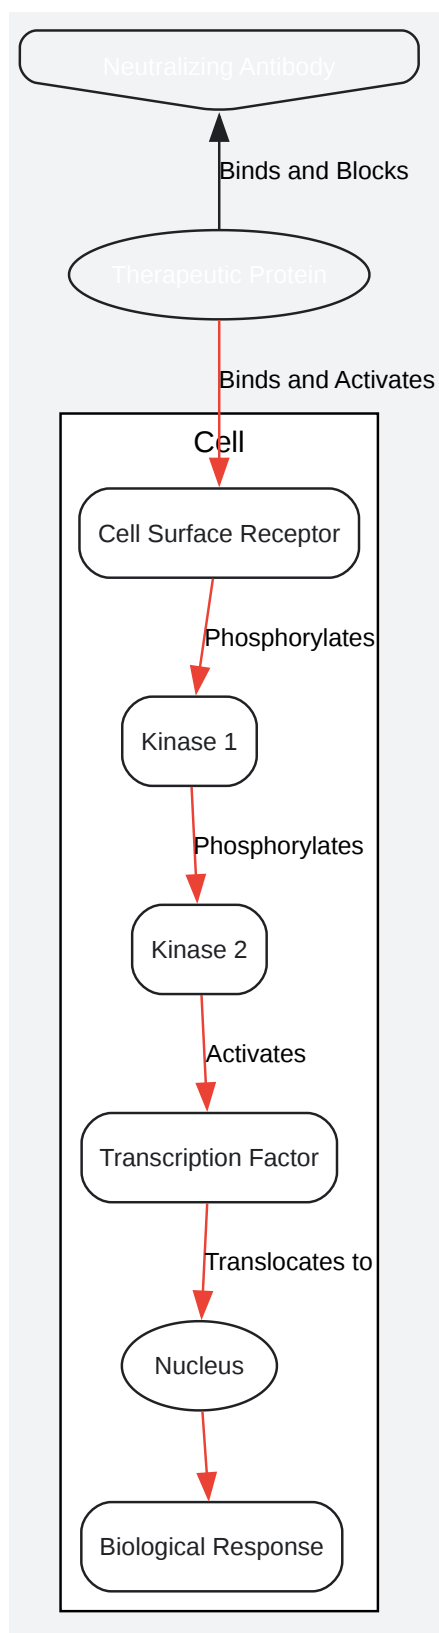 Neutralizing Antibody
Binds and Blocks
Therapeutic Protein
Binds and Activates
Cell
Cell Surface Receptor
Phosphorylates
Kinase 1
Phosphorylates
Kinase 2
Activates
Transcription Factor
Translocates to
Nucleus
Biological Response